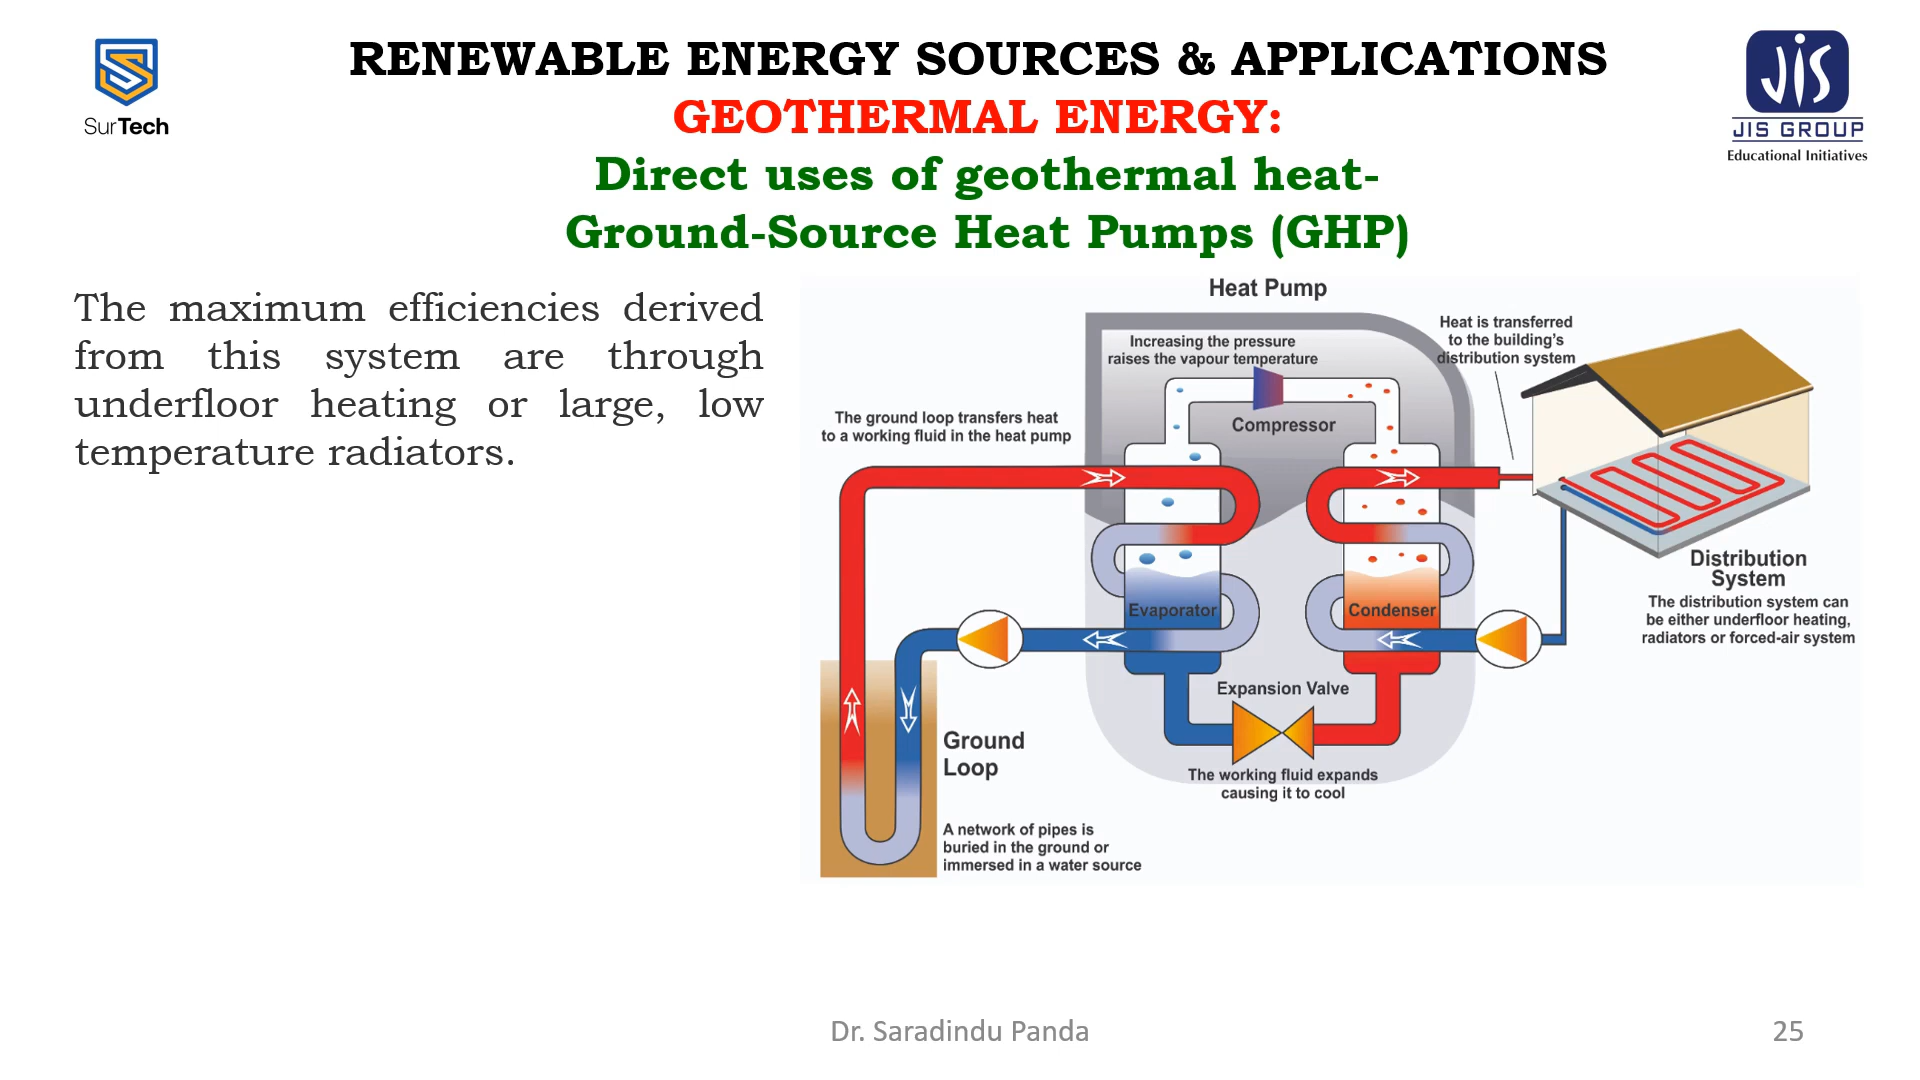 RENEWABLE ENERGY SOURCES & APPLICATIONS
GEOTHERMAL ENERGY:
Direct uses of geothermal heat-
Ground-Source Heat Pumps (GHP)
SurTech
JIS
JIS GROUP
Educational Initiatives
The maximum efficiencies derived
from this system are through
underfloor heating or large, low
temperature radiators.
Heat Pump
Increasing the pressure
raises the vapour temperature
Heat is transferred
to the building's
distribution system
The ground loop transfers heat
to a working fluid in the heat pump
Compressor
Evaporator
Condenser
Distribution
System
The distribution system can
be either underfloor heating,
radiators or forced-air system
Expansion Valve
The working fluid expands
causing it to cool
Ground
Loop
A network of pipes is
buried in the ground or
immersed in a water source
Dr. Saradindu Panda
25